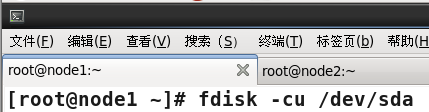 文件(F) 编辑(E) 查看(V) 搜索 (S) 终端(T) 标签页(b) 帮助(H
root@node1:~ root@node2:~
[root@node1 ~]# fdisk -cu /dev/sda